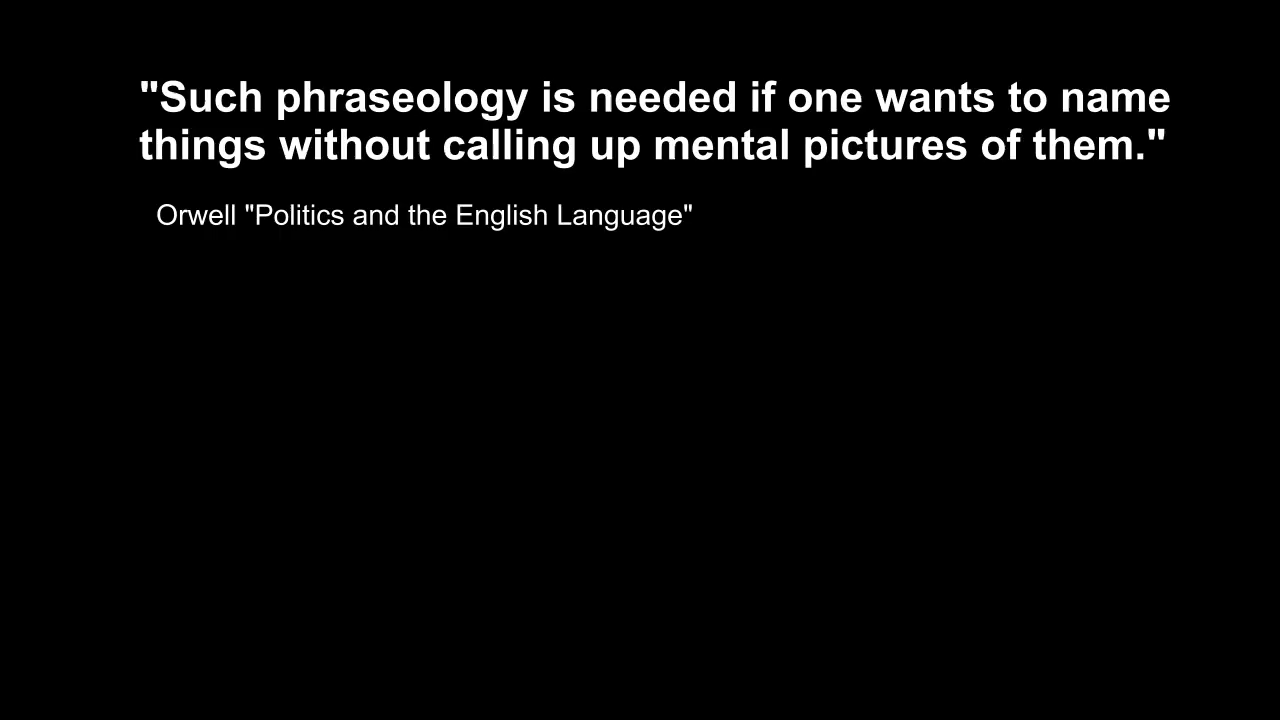 "Such phraseology is needed if one wants to name
things without calling up mental pictures of them."
Orwell "Politics and the English Language"